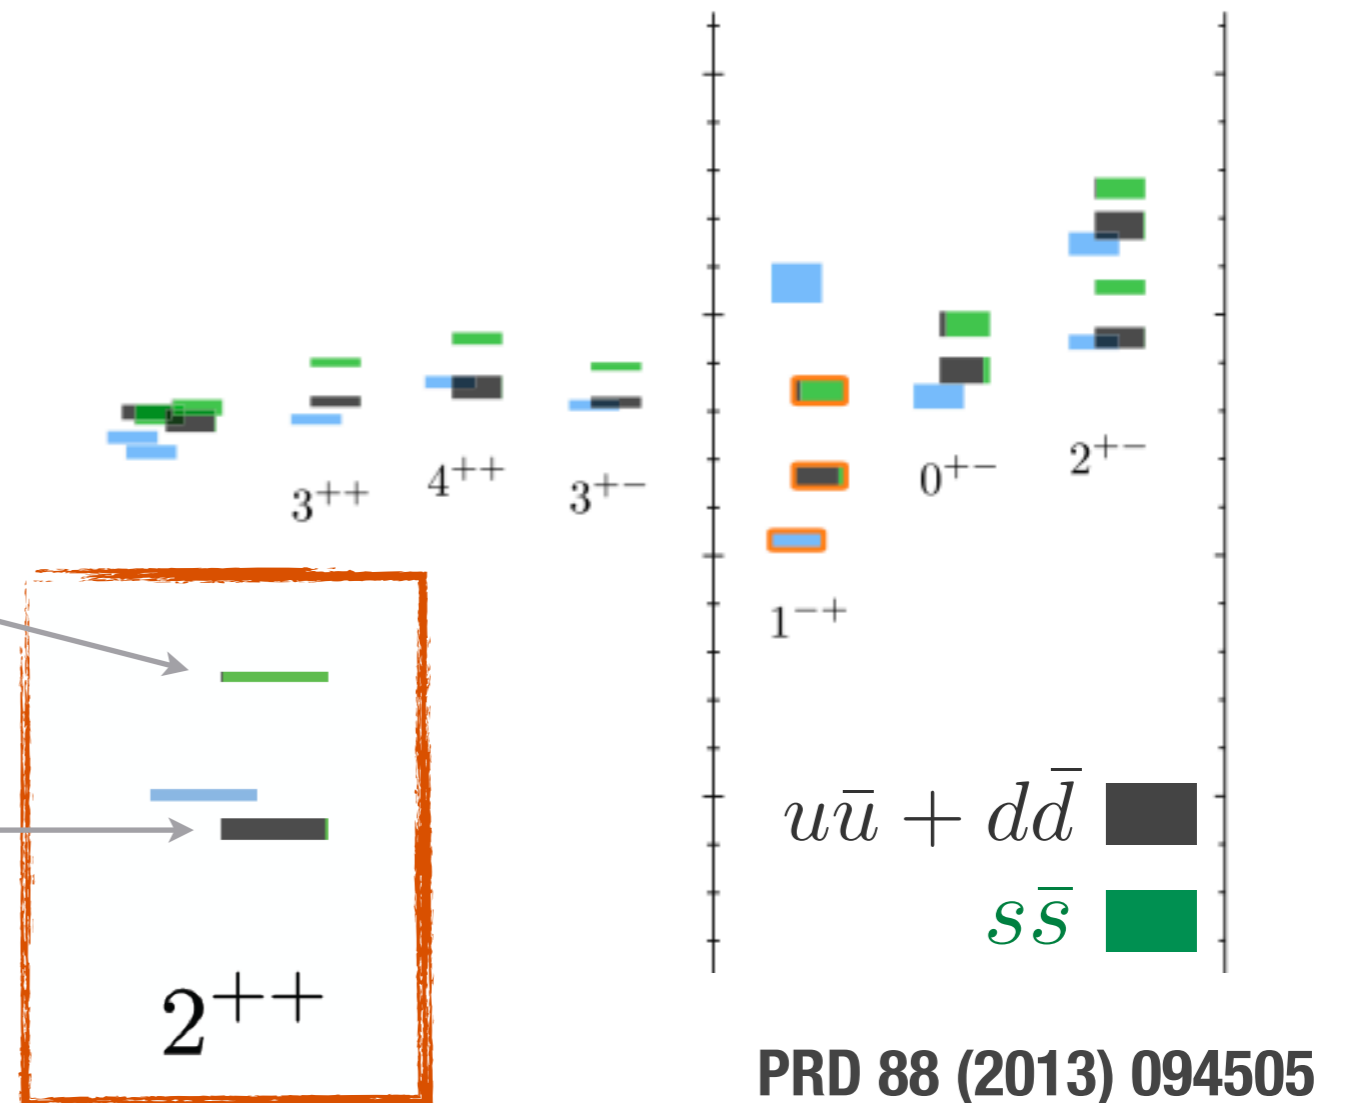 3⁺⁺
4⁺⁺
3⁺⁻
1⁻⁺
0⁺⁻
2⁺⁻
2⁺⁺
uū + dd̄
ss̄
PRD 88 (2013) 094505